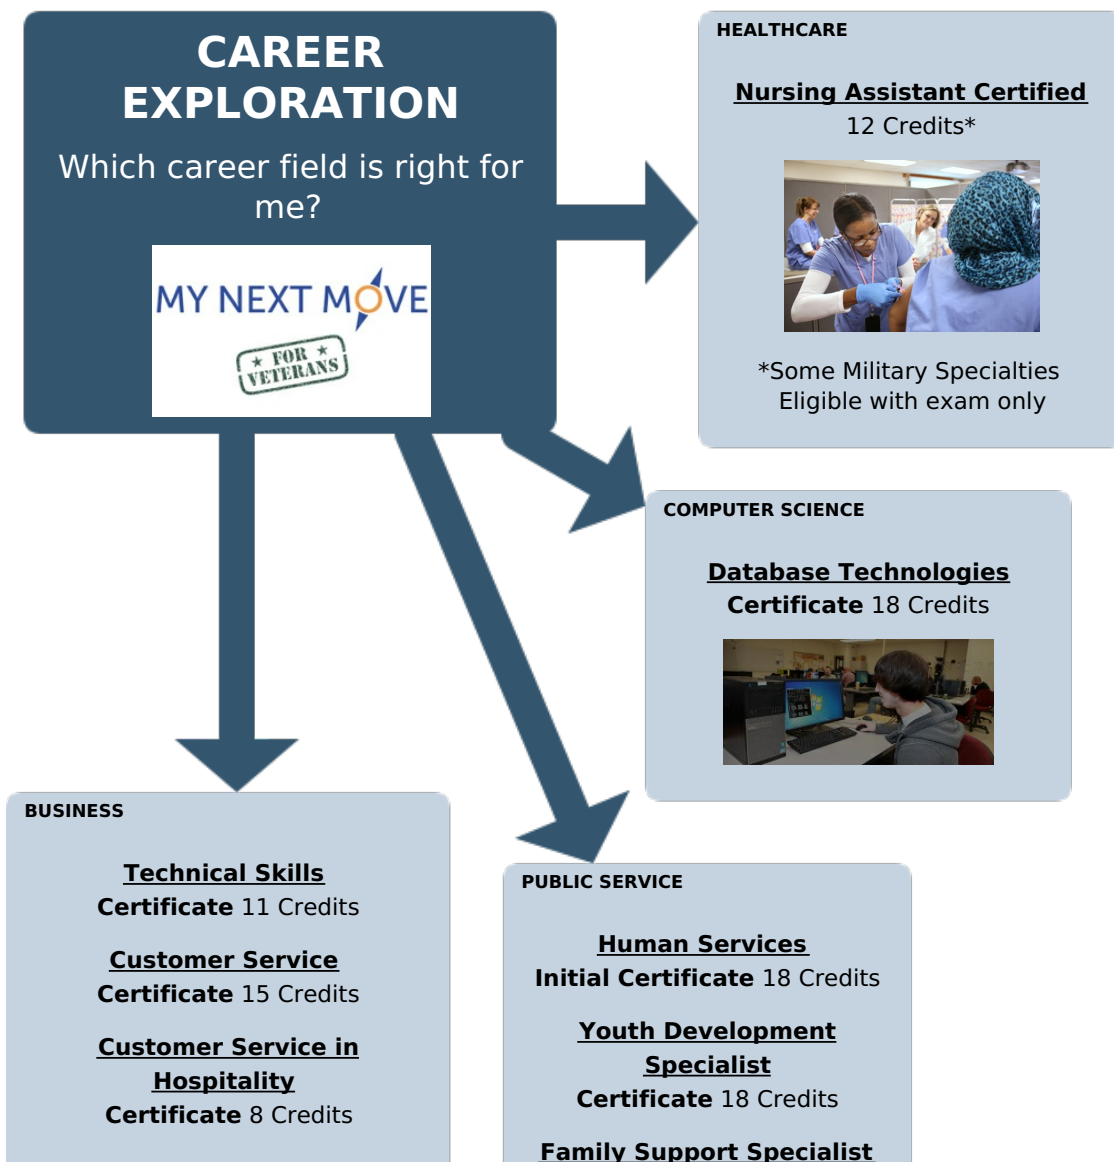 CAREER
EXPLORATION
Which career field is right for
me?
MY NEXT MOVE
FOR
VETERANS
HEALTHCARE
Nursing Assistant Certified
12 Credits*
*Some Military Specialties
Eligible with exam only
COMPUTER SCIENCE
Database Technologies
Certificate 18 Credits
BUSINESS
Technical Skills
Certificate 11 Credits
Customer Service
Certificate 15 Credits
Customer Service in
Hospitality
Certificate 8 Credits
PUBLIC SERVICE
Human Services
Initial Certificate 18 Credits
Youth Development
Specialist
Certificate 18 Credits
Family Support Specialist